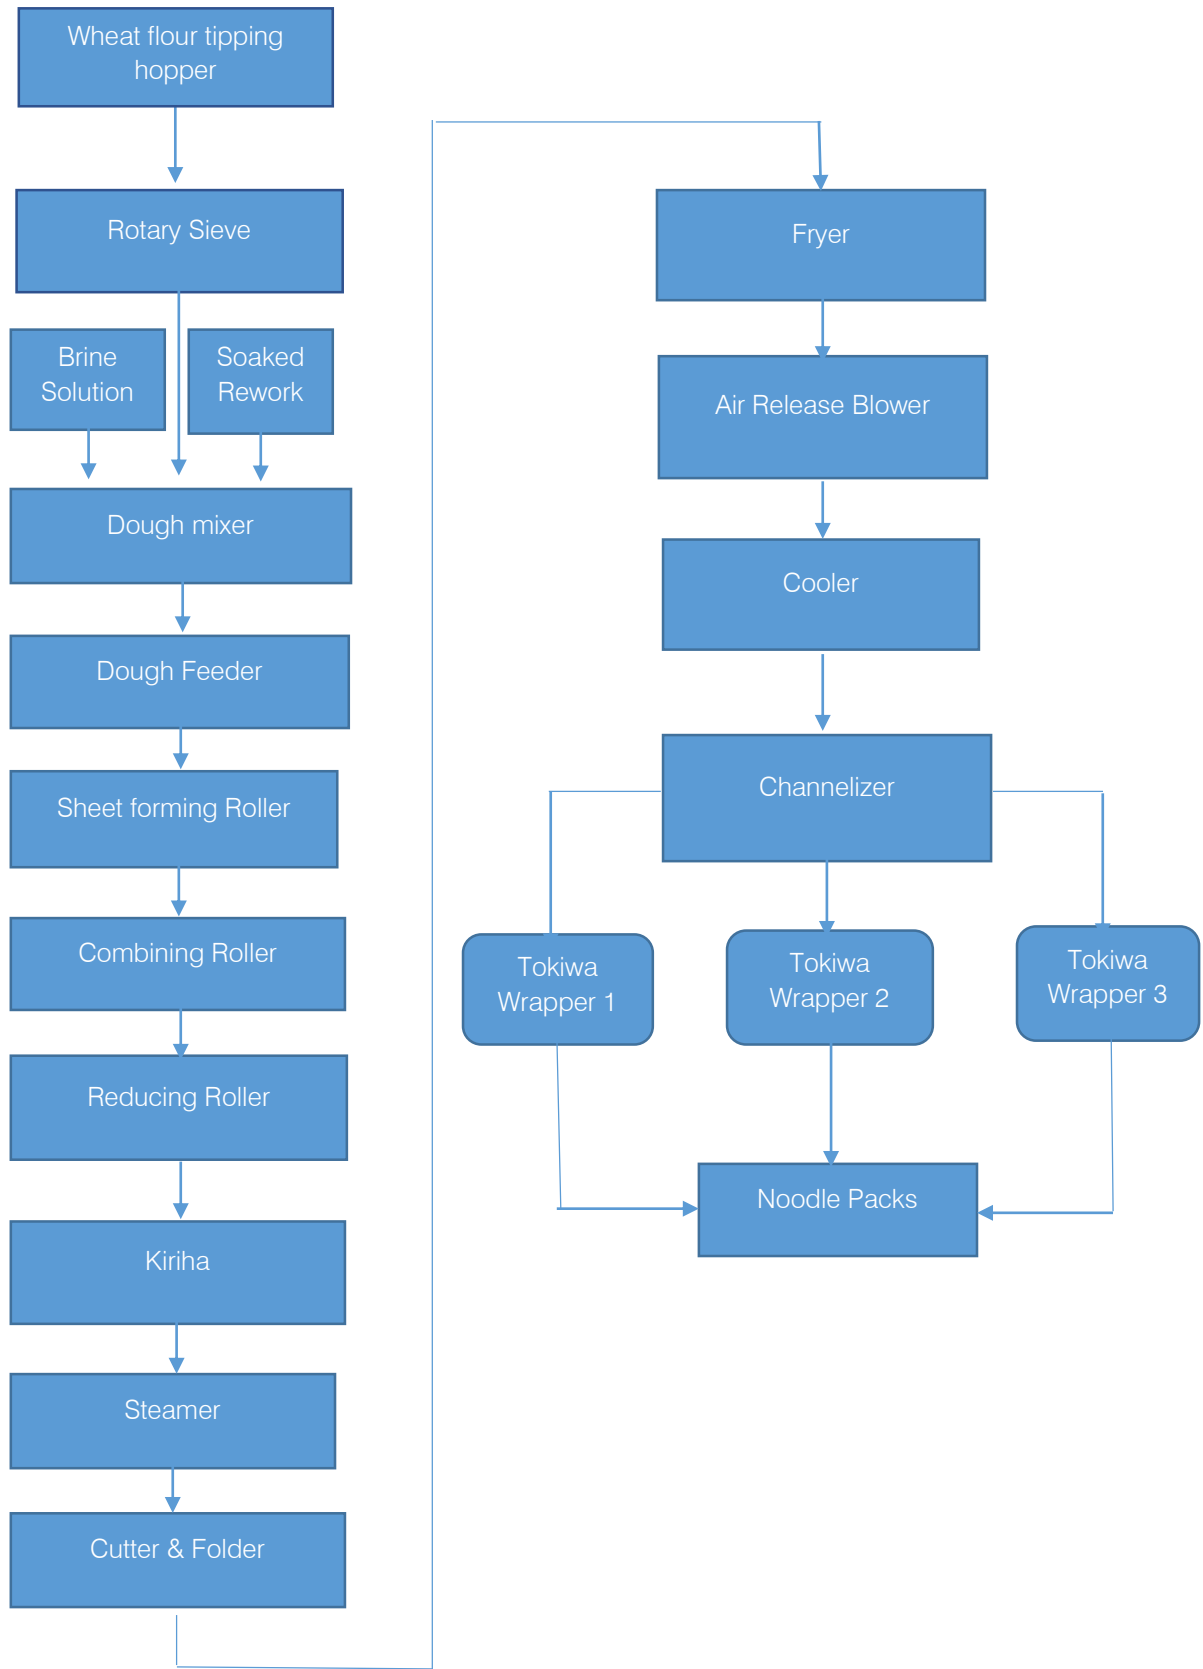 Wheat flour tipping
hopper
Rotary Sieve
Brine
Solution
Soaked
Rework
Dough mixer
Dough Feeder
Sheet forming Roller
Combining Roller
Reducing Roller
Kiriha
Steamer
Cutter & Folder
Fryer
Air Release Blower
Cooler
Channelizer
Tokiwa
Wrapper 1
Tokiwa
Wrapper 2
Tokiwa
Wrapper 3
Noodle Packs